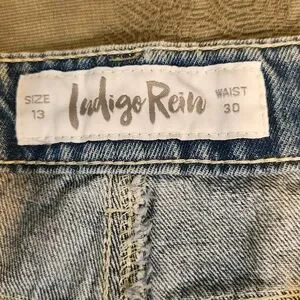 SIZE
13
Indigo Rein
WAIST
30